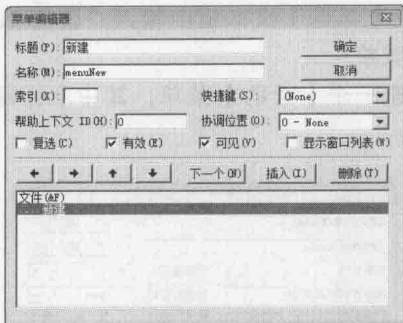 菜单编辑器
标题(P): 新建 确定
名称(M): menuNew 取消
索引(X): 快捷键(S): (None)
帮助上下文 ID(H): 0 协调位置(O): 0 - None
复选(C) 有效(E) 可见(V) 显示窗口列表(W)
下一个(N) 插入(I) 删除(T)
文件(&F)
新建